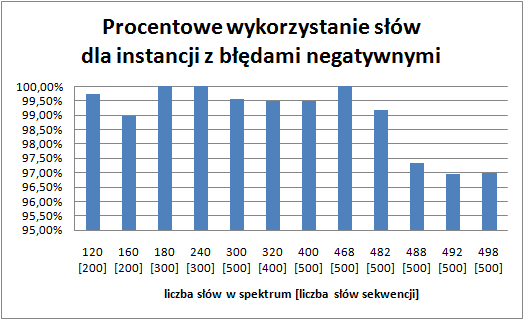 Procentowe wykorzystanie słów
dla instancji z błędami negatywnymi
100,00%
99,50%
99,00%
98,50%
98,00%
97,50%
97,00%
96,50%
96,00%
95,50%
95,00%
120 160 180 240 300 320 400 468 482 488 492 498
[200] [200] [300] [300] [500] [400] [500] [500] [500] [500] [500] [500]
liczba słów w spektrum [liczba słów sekwencji]